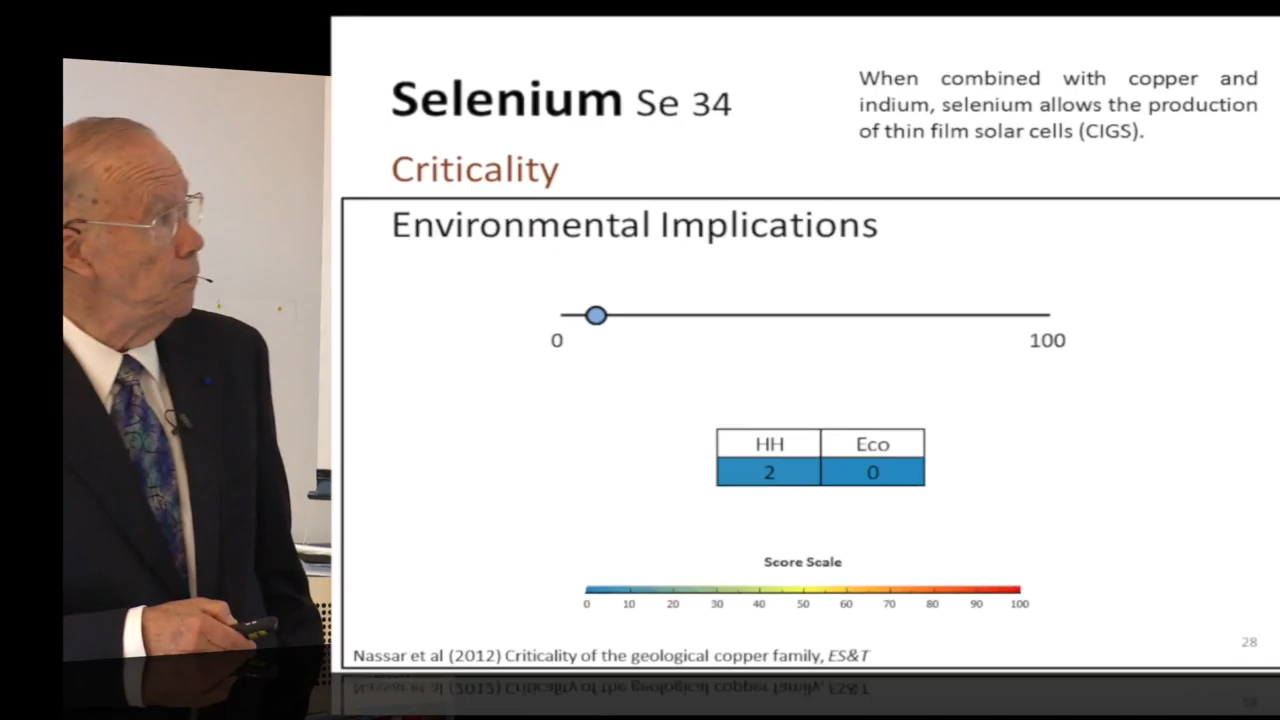 Selenium Se 34
When combined with copper and
indium, selenium allows the production
of thin film solar cells (CIGS).
Criticality
Environmental Implications
0 100
HH Eco
2 0
Score Scale
0 10 20 30 40 50 60 70 80 90 100
28
Nassar et al (2012) Criticality of the geological copper family, ES&T